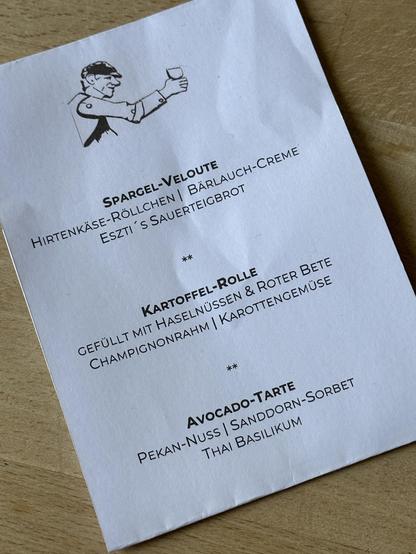 Spargel-Veloute
Hirtenkäse-Röllchen | Bärlauch-Creme
Eszti´s Sauerteigbrot
**
Kartoffel-Rolle
gefüllt mit Haselnüssen & Roter Bete
Champignonrahm | Karottengemüse
**
Avocado-Tarte
Pekan-Nuss | Sanddorn-Sorbet
Thai Basilikum